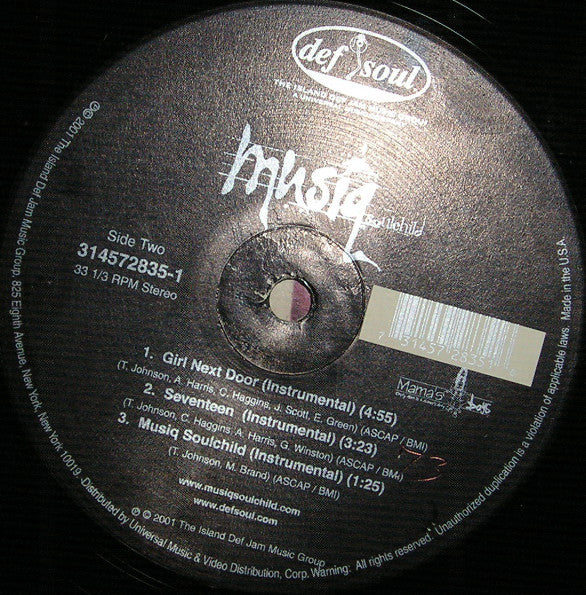 def soul
THE ISLAND DEF JAM MUSIC GROUP
musiq
soulchild
Side Two
314572835-1
33 1/3 RPM Stereo
Mama's
boys
1. Girl Next Door (Instrumental) (4:55)
(T. Johnson, A. Harris, C. Haggins, J. Scott, E. Green) (ASCAP / BMI)
2. Seventeen (Instrumental) (3:23)
(T. Johnson, C. Haggins, A. Harris, G. Winston) (ASCAP / BMI)
3. Musiq Soulchild (Instrumental) (1:25)
(T. Johnson, M. Brand) (ASCAP / BMI)
73
www.musiqsoulchild.com
www.defsoul.com
℗ © 2001 The Island Def Jam Music Group
℗© 2001 The Island Def Jam Music Group, 825 Eighth Avenue, New York, New York 10019. Distributed by Universal Music & Video Distribution, Corp. Warning: All rights reserved. Unauthorized duplication is a violation of applicable laws. Made in the U.S.A.